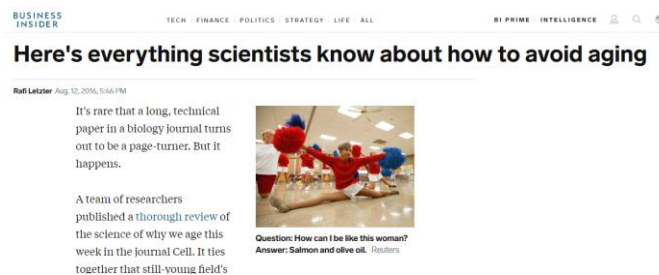 BUSINESS
INSIDER
TECH FINANCE POLITICS STRATEGY LIFE ALL
BI PRIME INTELLIGENCE
Here's everything scientists know about how to avoid aging
Rafi Letzter Aug. 12, 2016, 5:46 PM
It's rare that a long, technical
paper in a biology journal turns
out to be a page-turner. But it
happens.
A team of researchers
published a thorough review of
the science of why we age this
week in the journal Cell. It ties
together that still-young field's
Question: How can I be like this woman?
Answer: Salmon and olive oil. Reuters